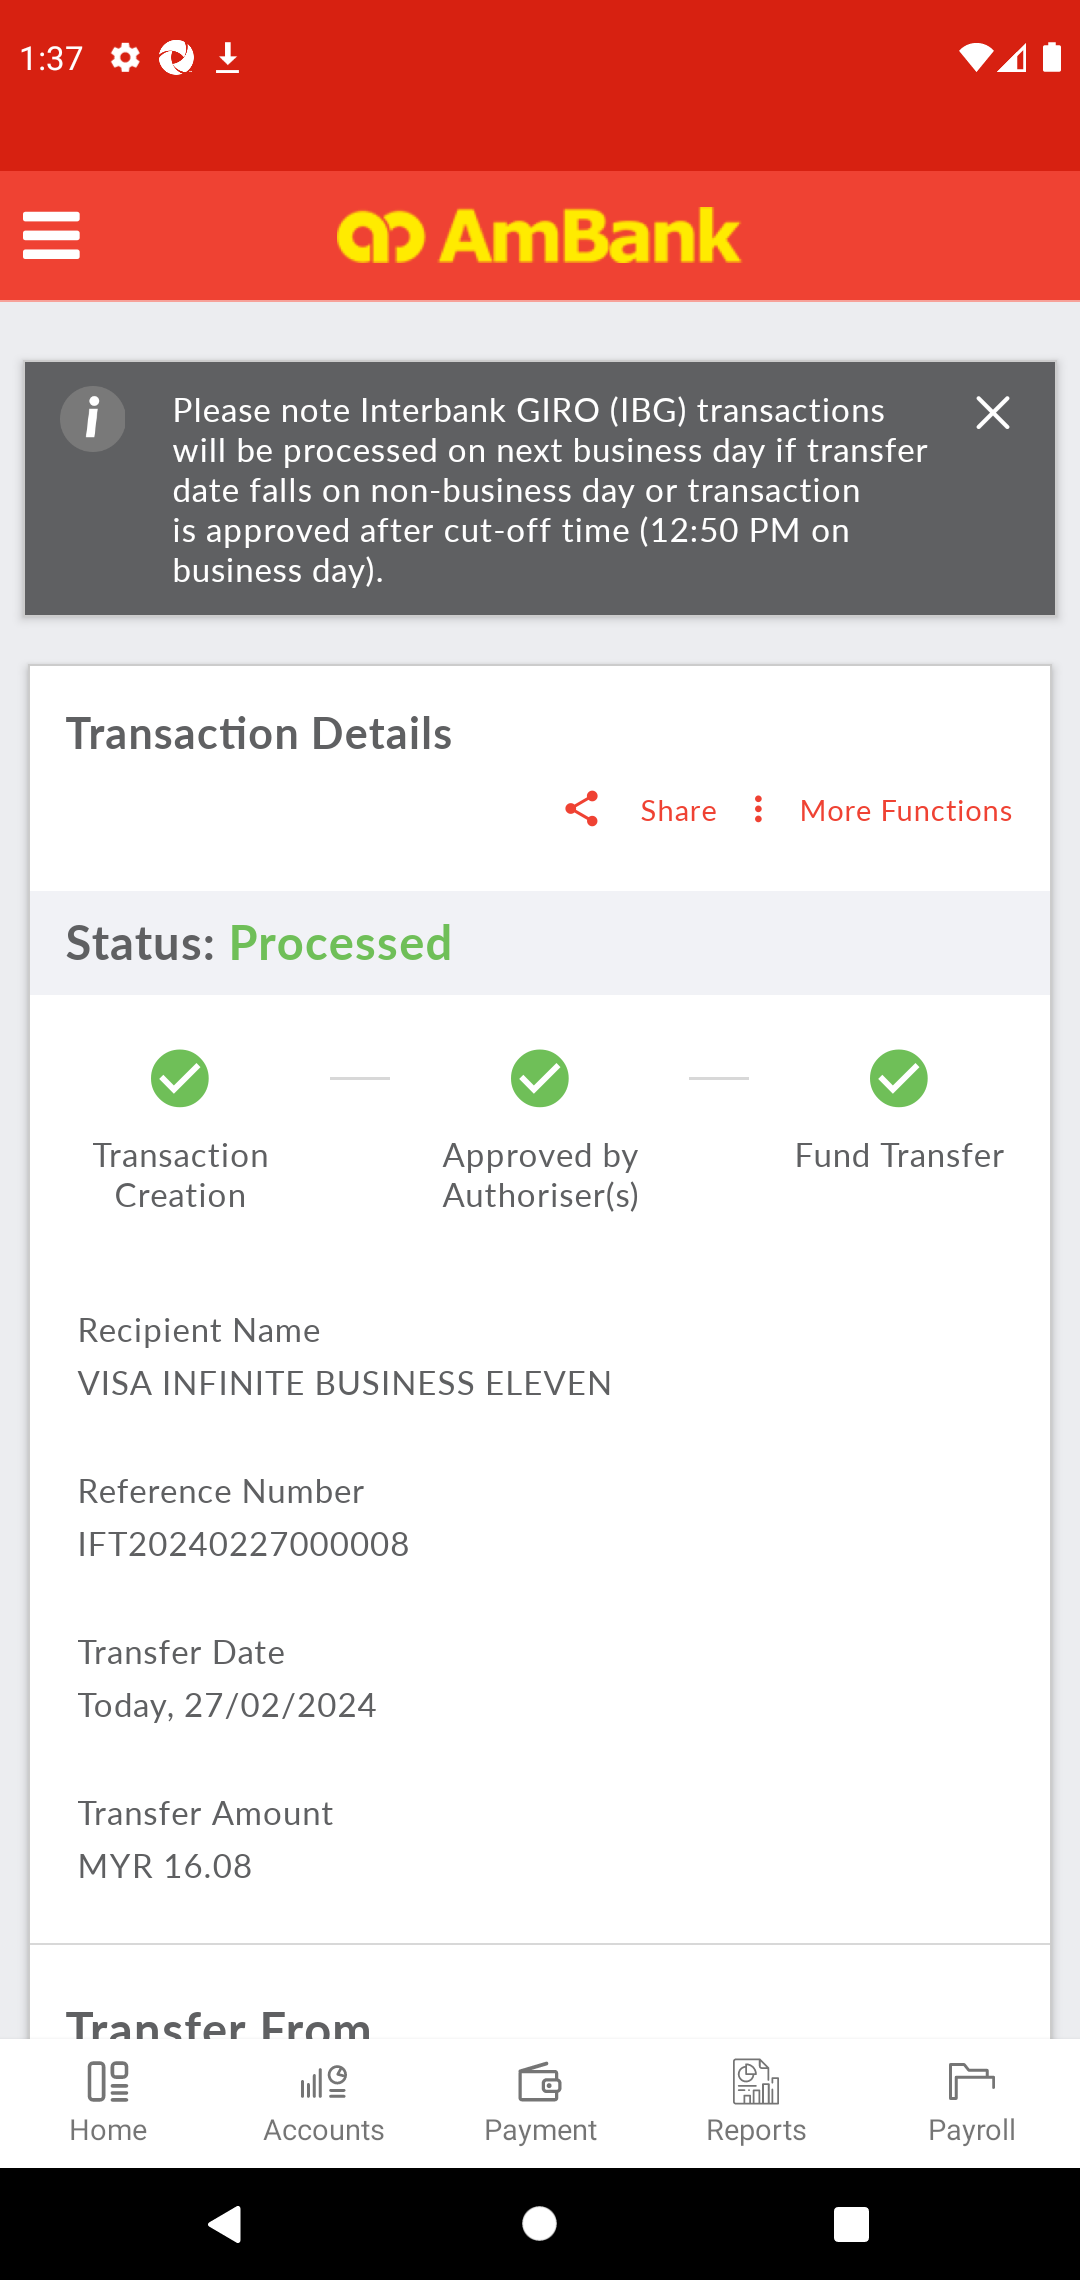 1:37
AmBank
Please note Interbank GIRO (IBG) transactions
will be processed on next business day if transfer
date falls on non-business day or transaction
is approved after cut-off time (12:50 PM on
business day).
Transaction Details
Share
More Functions
Status: Processed
Transaction
Creation
Approved by
Authoriser(s)
Fund Transfer
Recipient Name
VISA INFINITE BUSINESS ELEVEN
Reference Number
IFT20240227000008
Transfer Date
Today, 27/02/2024
Transfer Amount
MYR 16.08
Transfer From
Home
Accounts
Payment
Reports
Payroll